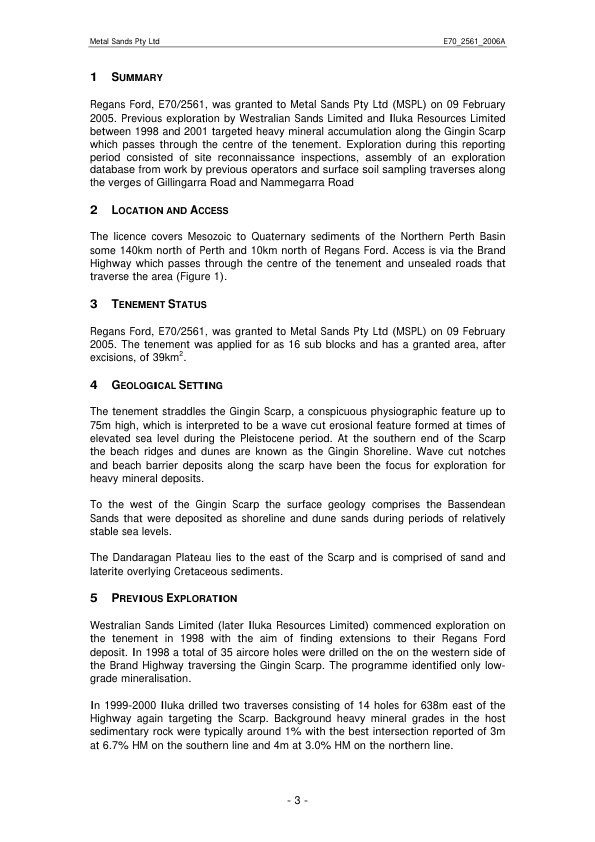 Metal Sands Pty Ltd E70_2561_2006A
1 SUMMARY
Regans Ford, E70/2561, was granted to Metal Sands Pty Ltd (MSPL) on 09 February
2005. Previous exploration by Westralian Sands Limited and Iluka Resources Limited
between 1998 and 2001 targeted heavy mineral accumulation along the Gingin Scarp
which passes through the centre of the tenement. Exploration during this reporting
period consisted of site reconnaissance inspections, assembly of an exploration
database from work by previous operators and surface soil sampling traverses along
the verges of Gillingarra Road and Nammegarra Road
2 LOCATION AND ACCESS
The licence covers Mesozoic to Quaternary sediments of the Northern Perth Basin
some 140km north of Perth and 10km north of Regans Ford. Access is via the Brand
Highway which passes through the centre of the tenement and unsealed roads that
traverse the area (Figure 1).
3 TENEMENT STATUS
Regans Ford, E70/2561, was granted to Metal Sands Pty Ltd (MSPL) on 09 February
2005. The tenement was applied for as 16 sub blocks and has a granted area, after
excisions, of 39km².
4 GEOLOGICAL SETTING
The tenement straddles the Gingin Scarp, a conspicuous physiographic feature up to
75m high, which is interpreted to be a wave cut erosional feature formed at times of
elevated sea level during the Pleistocene period. At the southern end of the Scarp
the beach ridges and dunes are known as the Gingin Shoreline. Wave cut notches
and beach barrier deposits along the scarp have been the focus for exploration for
heavy mineral deposits.
To the west of the Gingin Scarp the surface geology comprises the Bassendean
Sands that were deposited as shoreline and dune sands during periods of relatively
stable sea levels.
The Dandaragan Plateau lies to the east of the Scarp and is comprised of sand and
laterite overlying Cretaceous sediments.
5 PREVIOUS EXPLORATION
Westralian Sands Limited (later Iluka Resources Limited) commenced exploration on
the tenement in 1998 with the aim of finding extensions to their Regans Ford
deposit. In 1998 a total of 35 aircore holes were drilled on the on the western side of
the Brand Highway traversing the Gingin Scarp. The programme identified only low-
grade mineralisation.
In 1999-2000 Iluka drilled two traverses consisting of 14 holes for 638m east of the
Highway again targeting the Scarp. Background heavy mineral grades in the host
sedimentary rock were typically around 1% with the best intersection reported of 3m
at 6.7% HM on the southern line and 4m at 3.0% HM on the northern line.
- 3 -